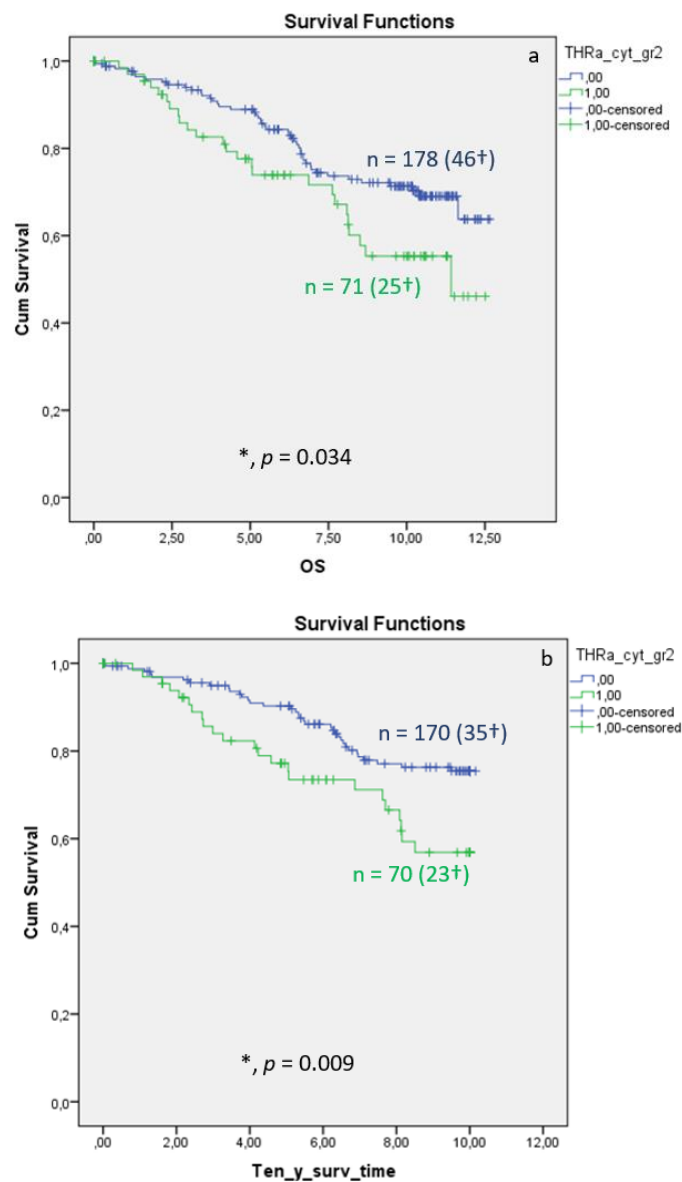 Survival Functions
a
THRa_cyt_gr2
,00
1,00
,00-censored
1,00-censored
1,0
0,8
0,6
0,4
0,2
0,0
Cum Survival
n = 178 (46†)
n = 71 (25†)
*, p = 0.034
,00 2,50 5,00 7,50 10,00 12,50
OS
Survival Functions
b
THRa_cyt_gr2
,00
1,00
,00-censored
1,00-censored
1,0
0,8
0,6
0,4
0,2
0,0
Cum Survival
n = 170 (35†)
n = 70 (23†)
*, p = 0.009
,00 2,00 4,00 6,00 8,00 10,00 12,00
Ten_y_surv_time